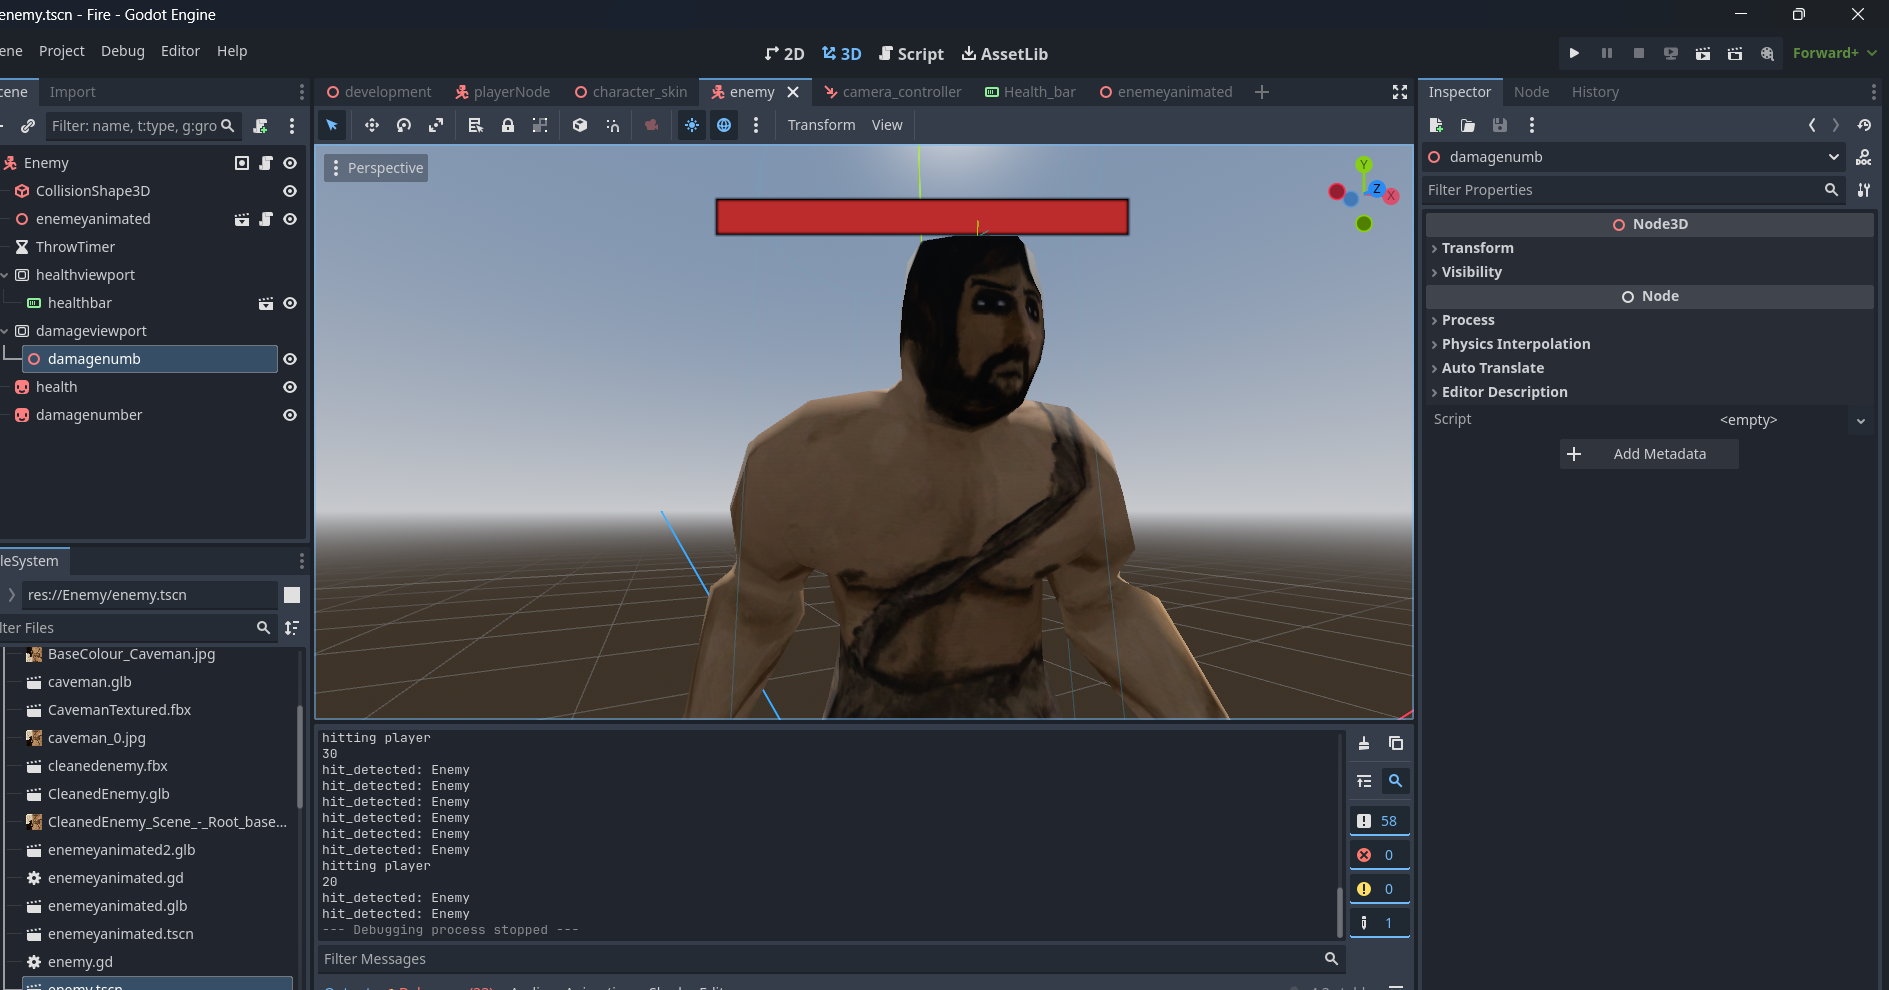 enemy.tscn - Fire - Godot Engine
ene Project Debug Editor Help
2D 3D Script AssetLib
Forward+
cene Import
development playerNode character_skin enemy camera_controller Health_bar enemeyanimated
Inspector Node History
Filter: name, t:type, g:gro
Transform View
Perspective
Y
Z
X
Enemy
CollisionShape3D
enemeyanimated
ThrowTimer
healthviewport
healthbar
damageviewport
damagenumb
health
damagenumber
damagenumb
Filter Properties
Node3D
Transform
Visibility
Node
Process
Physics Interpolation
Auto Translate
Editor Description
Script <empty>
Add Metadata
leSystem
res://Enemy/enemy.tscn
lter Files
BaseColour_Caveman.jpg
caveman.glb
CavemanTextured.fbx
caveman_0.jpg
cleanedenemy.fbx
CleanedEnemy.glb
CleanedEnemy_Scene_-_Root_base...
enemeyanimated2.glb
enemeyanimated.gd
enemeyanimated.glb
enemeyanimated.tscn
enemy.gd
enemy.tscn
hitting player
30
hit_detected: Enemy
hit_detected: Enemy
hit_detected: Enemy
hit_detected: Enemy
hit_detected: Enemy
hit_detected: Enemy
hitting player
20
hit_detected: Enemy
hit_detected: Enemy
--- Debugging process stopped ---
58
0
0
1
Filter Messages